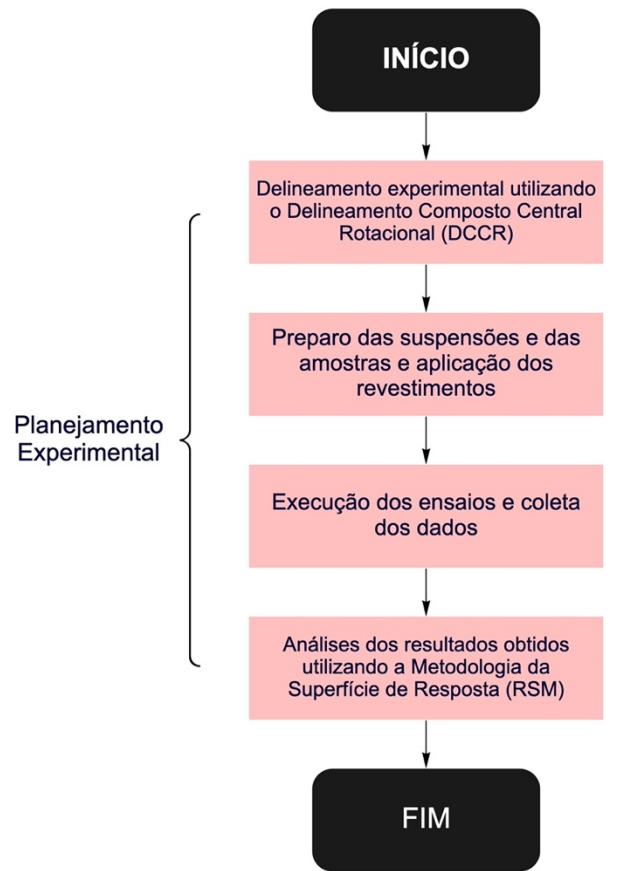 INÍCIO
Delineamento experimental utilizando
o Delineamento Composto Central
Rotacional (DCCR)
Preparo das suspensões e das
amostras e aplicação dos
revestimentos
Planejamento
Experimental
Execução dos ensaios e coleta
dos dados
Análises dos resultados obtidos
utilizando a Metodologia da
Superfície de Resposta (RSM)
FIM